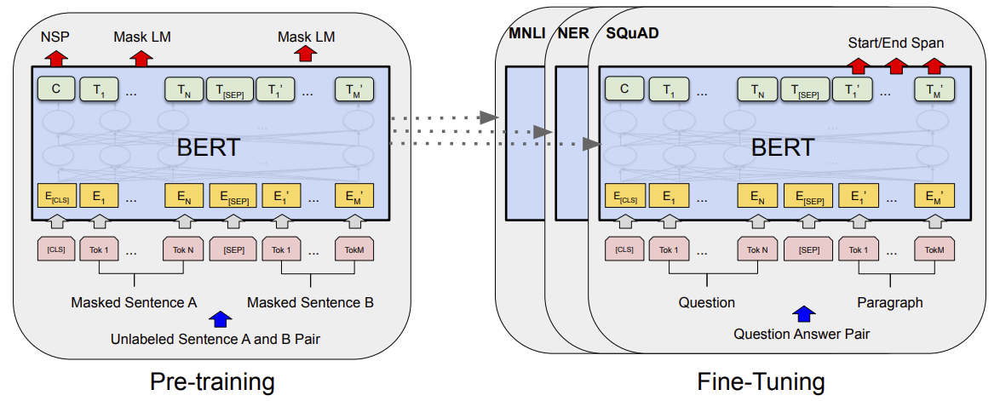 NSP Mask LM Mask LM
C T1 ... TN T[SEP] T1’ ... TM’
BERT
E[CLS] E1 ... EN E[SEP] E1’ ... EM’
[CLS] Tok 1 ... Tok N [SEP] Tok 1 ... TokM
Masked Sentence A Masked Sentence B
Unlabeled Sentence A and B Pair
Pre-training
MNLI NER SQuAD
Start/End Span
C T1 ... TN T[SEP] T1’ ... TM’
BERT
E[CLS] E1 ... EN E[SEP] E1’ ... EM’
[CLS] Tok 1 ... Tok N [SEP] Tok 1 ... TokM
Question Paragraph
Question Answer Pair
Fine-Tuning